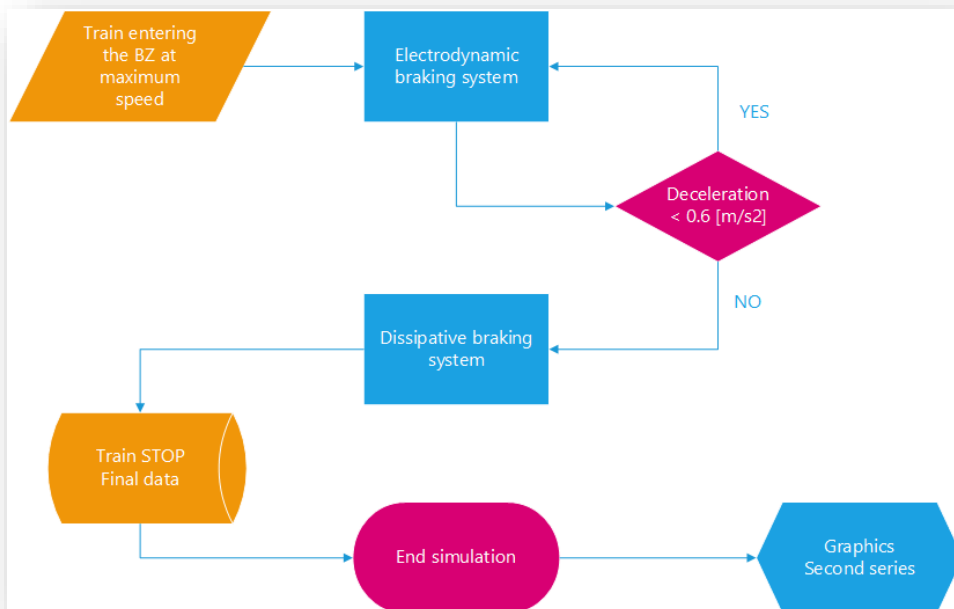 Train entering
the BZ at
maximum
speed
Electrodynamic
braking system
YES
Deceleration
< 0.6 [m/s2]
NO
Dissipative braking
system
Train STOP
Final data
End simulation
Graphics
Second series